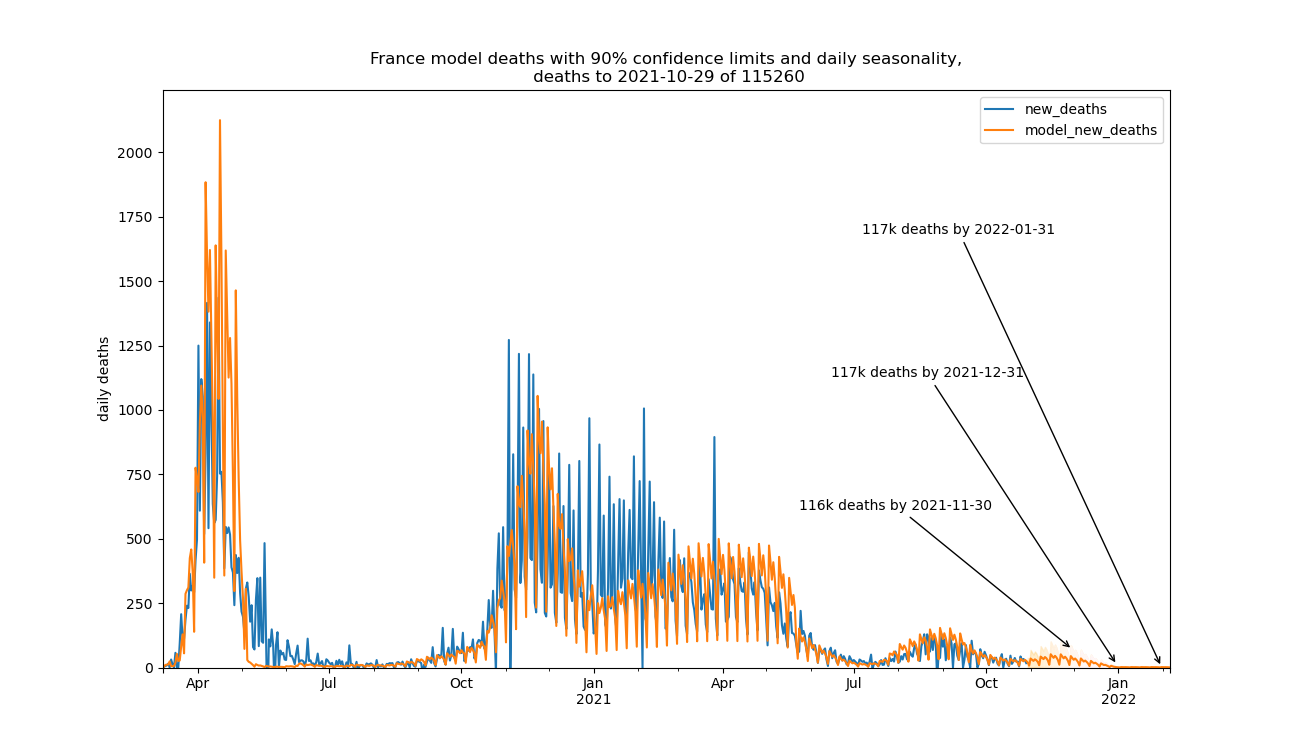 France model deaths with 90% confidence limits and daily seasonality,
deaths to 2021-10-29 of 115260
new_deaths
model_new_deaths
daily deaths
2000
1750
1500
1250
1000
750
500
250
0
117k deaths by 2022-01-31
117k deaths by 2021-12-31
116k deaths by 2021-11-30
Apr
Jul
Oct
Jan
2021
Apr
Jul
Oct
Jan
2022